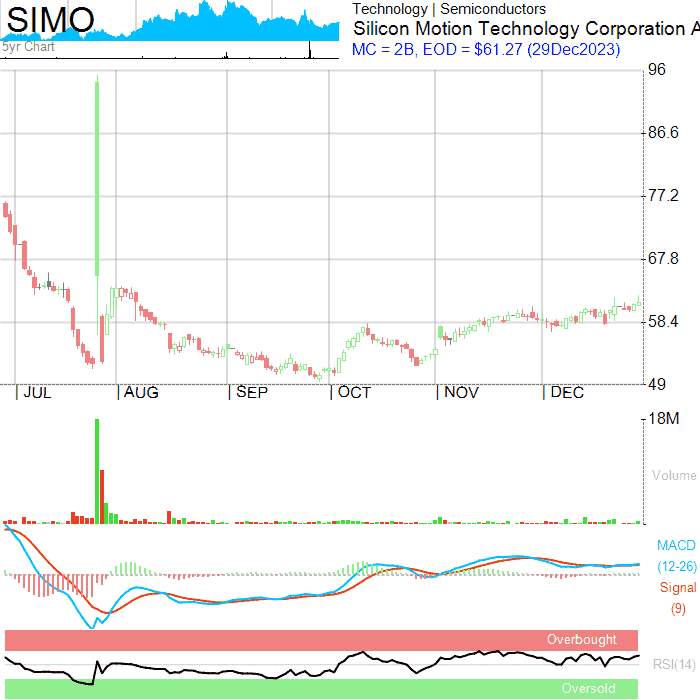 SIMO
5yr Chart
Technology | Semiconductors
Silicon Motion Technology Corporation A
MC = 2B, EOD = $61.27 (29Dec2023)
96
86.6
77.2
67.8
58.4
49
JUL AUG SEP OCT NOV DEC
18M
Volume
MACD
(12-26)
Signal
(9)
Overbought
RSI(14)
Oversold